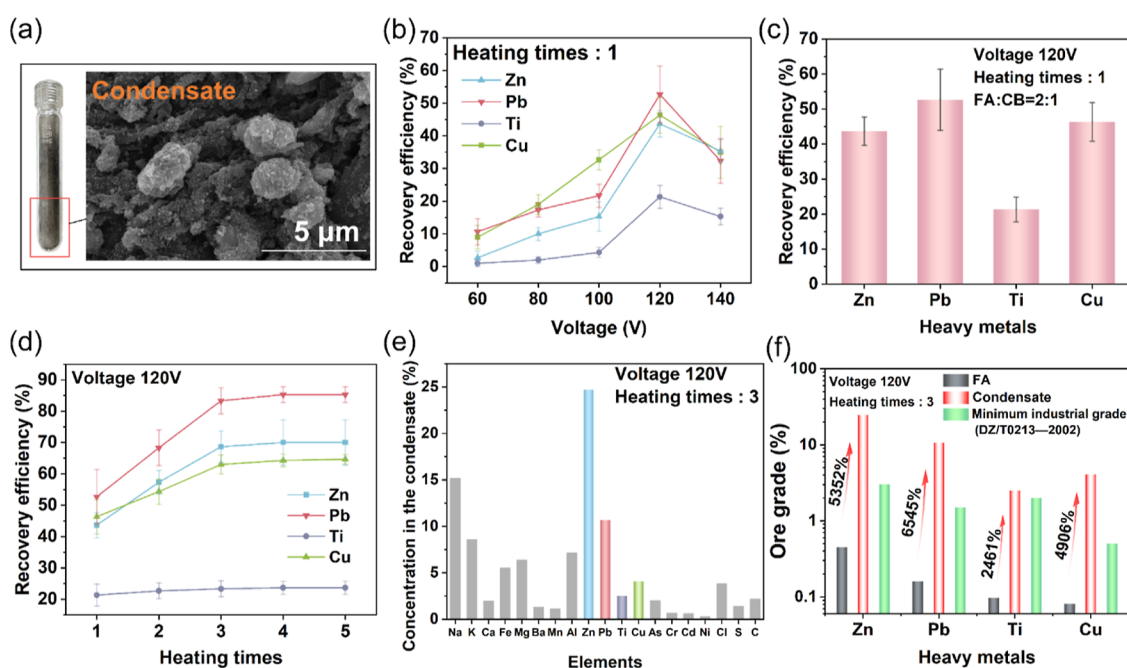 (a)
Condensate
5 μm
(b)
Heating times : 1
Zn
Pb
Ti
Cu
Recovery efficiency (%)
70
60
50
40
30
20
10
0
60 80 100 120 140
Voltage (V)
(c)
Voltage 120V
Heating times : 1
FA:CB=2:1
Recovery efficiency (%)
70
60
50
40
30
20
10
0
Zn Pb Ti Cu
Heavy metals
(d)
Voltage 120V
Recovery efficiency (%)
90
80
70
60
50
40
30
20
Zn
Pb
Ti
Cu
1 2 3 4 5
Heating times
(e)
Voltage 120V
Heating times : 3
Concentration in the condensate (%)
25
20
15
10
5
0
Na K Ca Fe Mg Ba Mn Al Zn Pb Ti Cu As Cr Cd Ni Cl S C
Elements
(f)
Voltage 120V
Heating times : 3
FA
Condensate
Minimum industrial grade
(DZ/T0213—2002)
Ore grade (%)
100
10
1
0.1
5352%
6545%
2461%
4906%
Zn Pb Ti Cu
Heavy metals